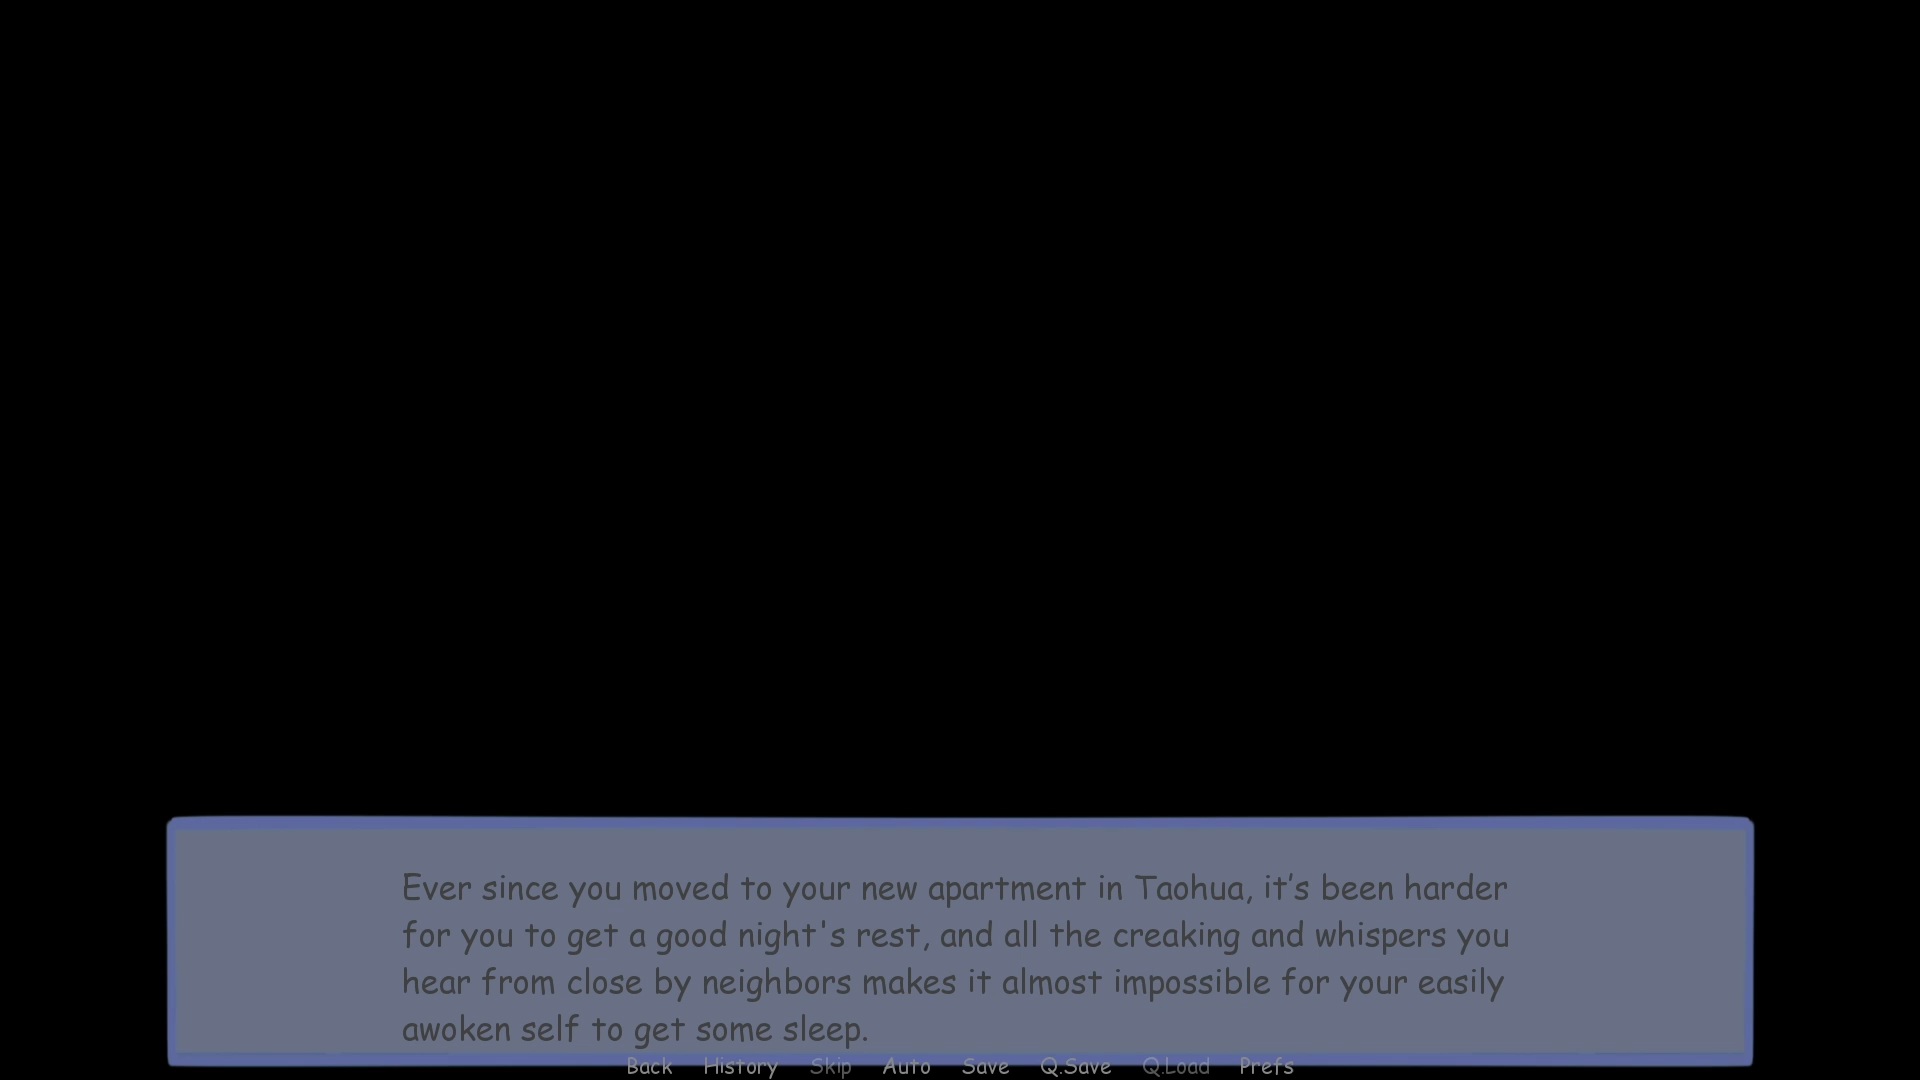 Ever since you moved to your new apartment in Taohua, it’s been harder
for you to get a good night's rest, and all the creaking and whispers you
hear from close by neighbors makes it almost impossible for your easily
awoken self to get some sleep.
Back History Skip Auto Save Q.Save Q.Load Prefs